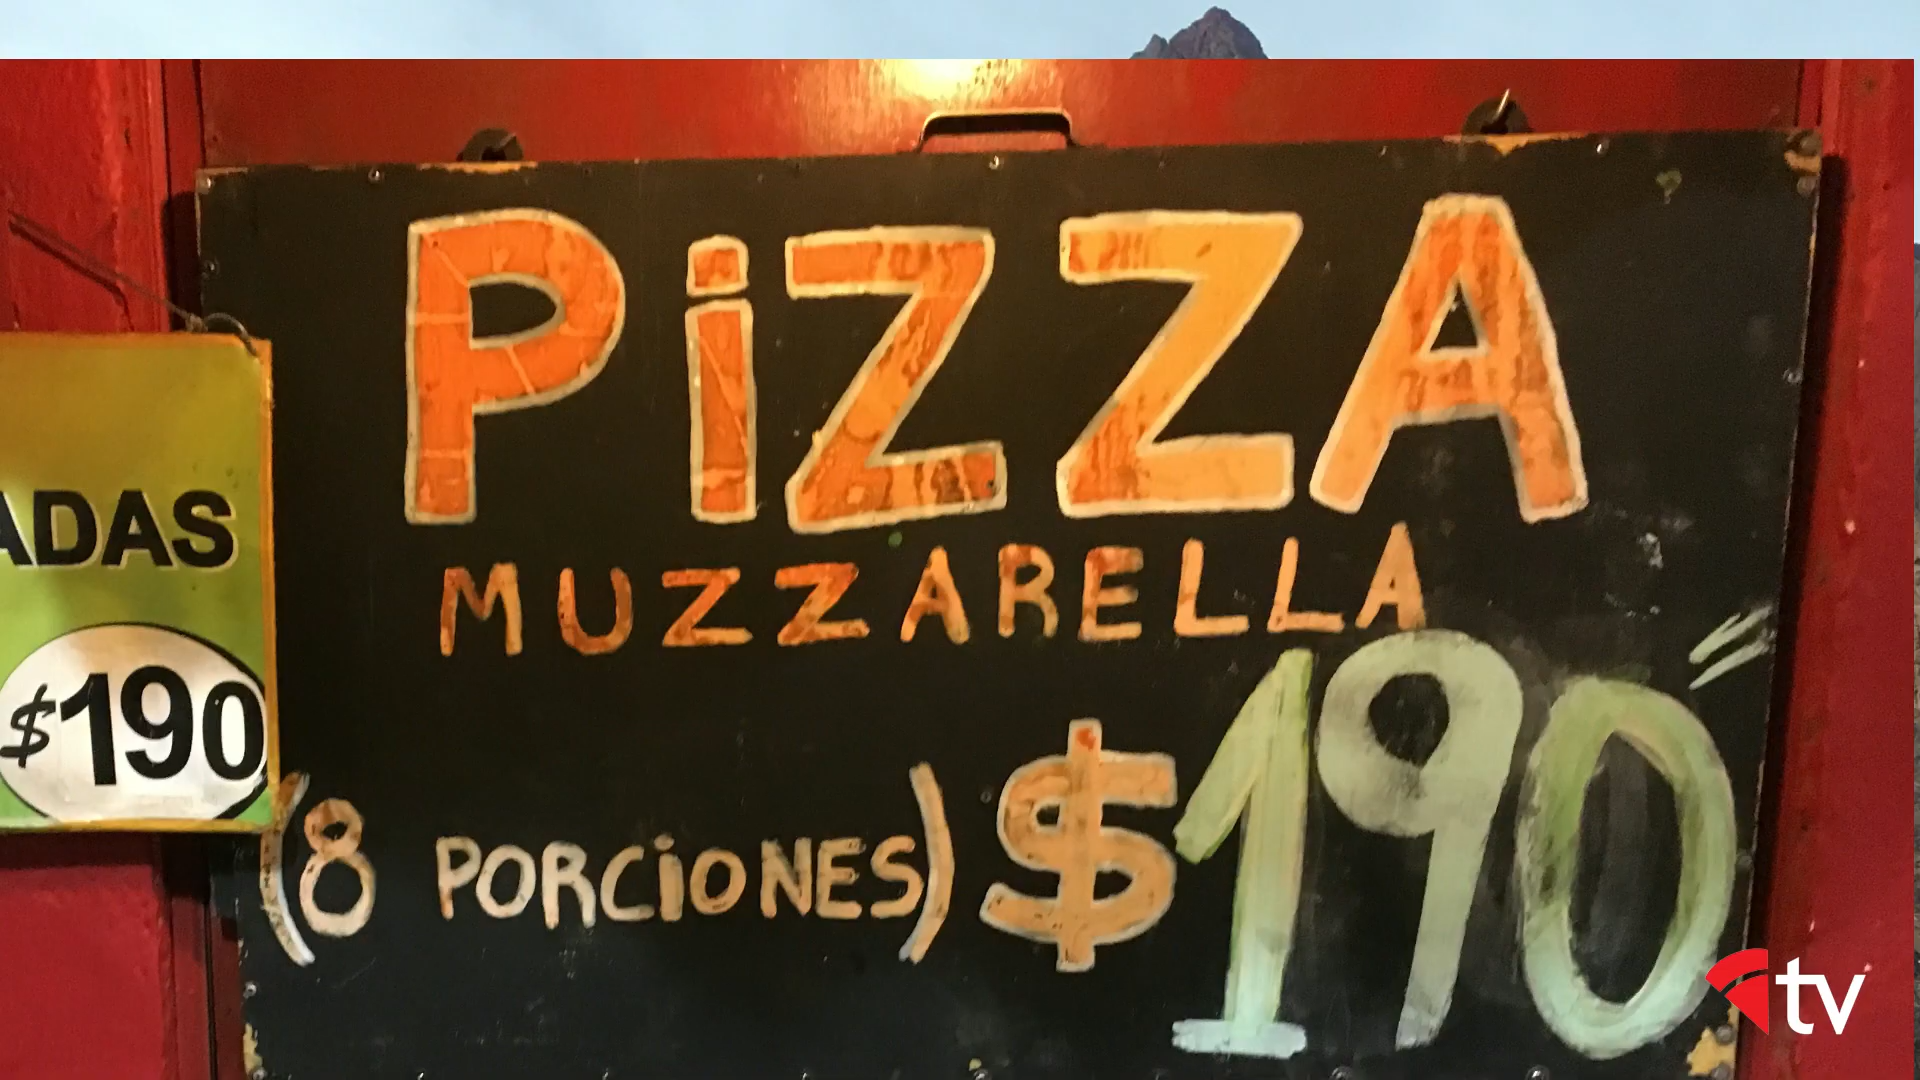 PiZZA
MUZZARELLA
(8 PORCiONES) $190
ADAS
$190
tv